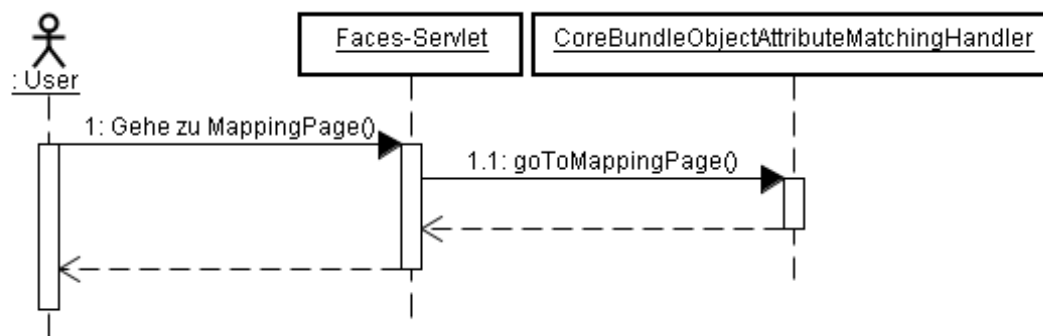 Faces-Servlet
CoreBundleObjectAttributeMatchingHandler
: User
1: Gehe zu MappingPage()
1.1: goToMappingPage()